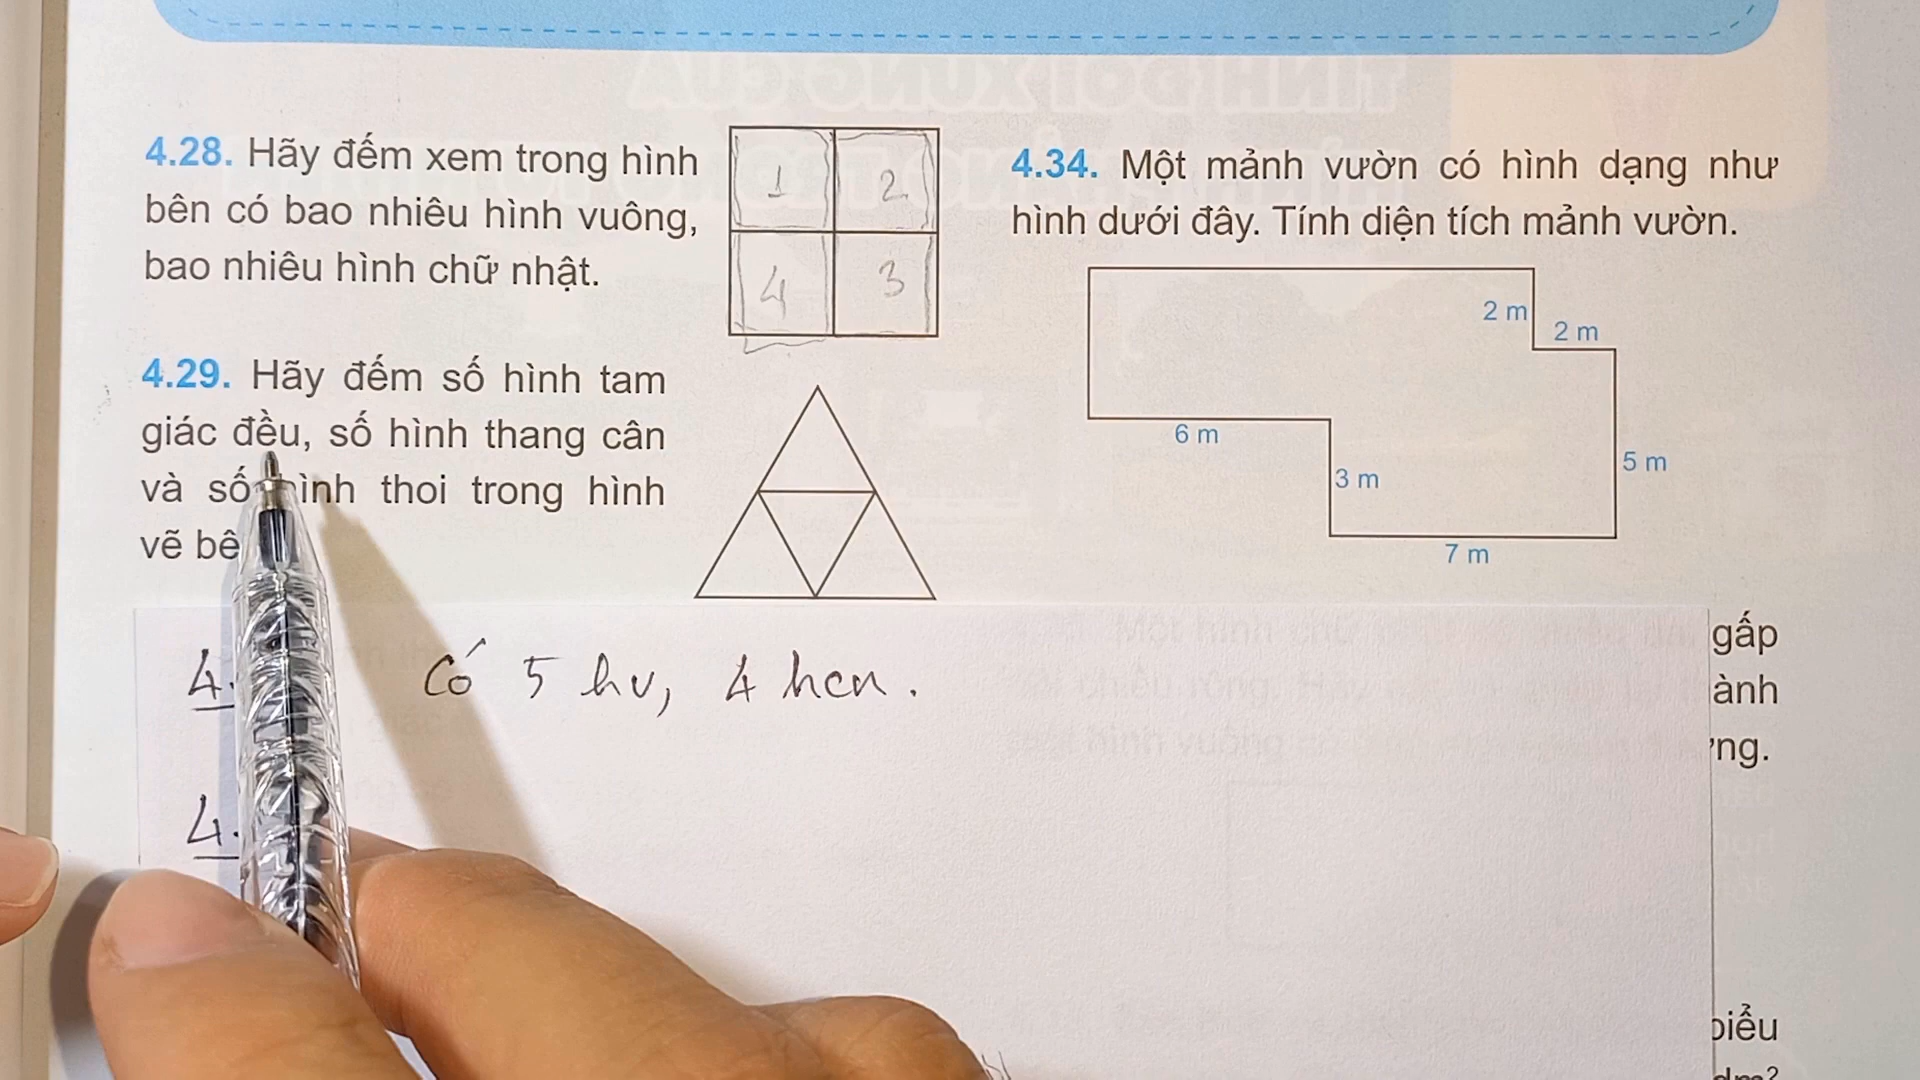 4.28. Hãy đếm xem trong hình
bên có bao nhiêu hình vuông,
bao nhiêu hình chữ nhật.
1 2
4 3
4.29. Hãy đếm số hình tam
giác đều, số hình thang cân
và số hình thoi trong hình
vẽ
4.34. Một mảnh vườn có hình dạng như
hình dưới đây. Tính diện tích mảnh vườn.
2 m
2 m
6 m
3 m
5 m
7 m
4. Có 5 hv, 4 hcn.
4.
gấp
ành